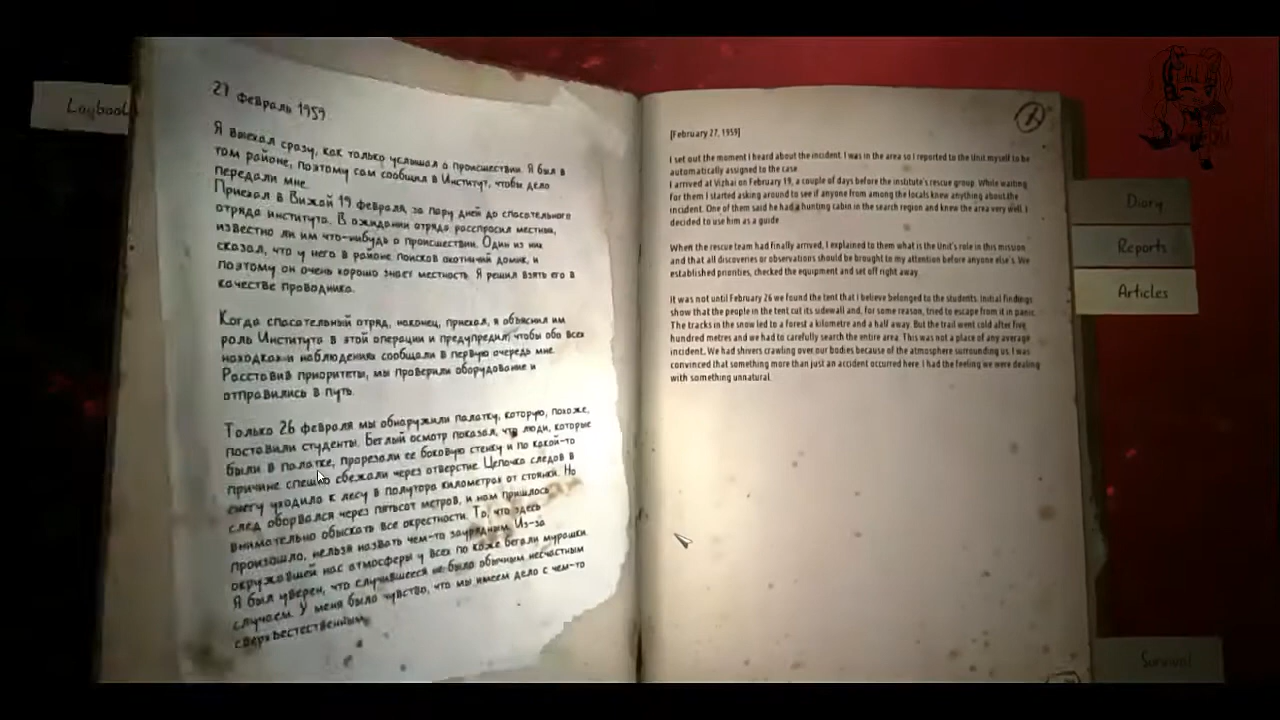 Logbook
27 Февраль 1959
Я выехал сразу, как только услышал о происшествии. Я был в
том районе, поэтому сам сообщил в Институт, чтобы дело
передали мне.
Приехал в Вижай 19 февраля, за пару дней до спасательного
отряда института. В ожидании отряда расспросил местных,
известно ли им что-нибудь о происшествии. Один из них
сказал, что у него в районе поисков охотничий домик, и
поэтому он очень хорошо знает местность. Я решил взять его в
качестве проводника.
Когда спасательный отряд, наконец, приехал, я объяснил им
роль Института в этой операции и предупредил, чтобы обо всех
находках и наблюдениях сообщали в первую очередь мне.
Расставив приоритеты, мы проверили оборудование и
отправились в путь.
Только 26 февраля мы обнаружили палатку, которую, похоже,
поставили студенты. Беглый осмотр показал, что люди, которые
были в палатке, прорезали ее боковую стенку и по какой-то
причине спешно сбежали через отверстие. Цепочка следов в
снегу уходила к лесу в полутора километрах от стоянки. Но
след оборвался через пятьсот метров, и нам пришлось
внимательно обыскать все окрестности. То, что здесь
произошло, нельзя назвать чем-то заурядным. Из-за
окружавшей нас атмосферы у всех по коже бегали мурашки.
Я был уверен, что случившееся не было обычным несчастным
случаем. У меня было чувство, что мы имеем дело с чем-то
сверхъестественным.
[February 27, 1959]
I set out the moment I heard about the incident. I was in the area so I reported to the Unit myself to be
automatically assigned to the case.
I arrived at Vizhai on February 19, a couple of days before the institute's rescue group. While waiting
for them I started asking around to see if anyone from among the locals knew anything about the
incident. One of them said he had a hunting cabin in the search region and knew the area very well. I
decided to use him as a guide.
When the rescue team had finally arrived, I explained to them what is the Unit's role in this mission
and that all discoveries or observations should be brought to my attention before anyone else's. We
established priorities, checked the equipment and set off right away.
It was not until February 26 we found the tent that I believe belonged to the students. Initial findings
show that the people in the tent cut its sidewall and, for some reason, tried to escape from it in panic.
The tracks in the snow led to a forest a kilometre and a half away. But the trail went cold after five
hundred metres and we had to carefully search the entire area. This was not a place of any average
incident. We had shivers crawling over our bodies because of the atmosphere surrounding us. I was
convinced that something more than just an accident occurred here. I had the feeling we were dealing
with something unnatural.
Diary
Reports
Articles
Survival